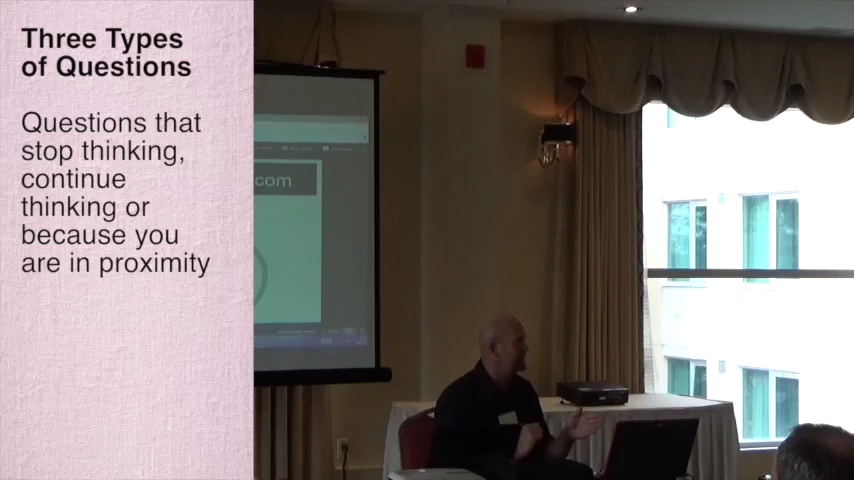 Three Types
of Questions
Questions that
stop thinking,
continue
thinking or
because you
are in proximity
com